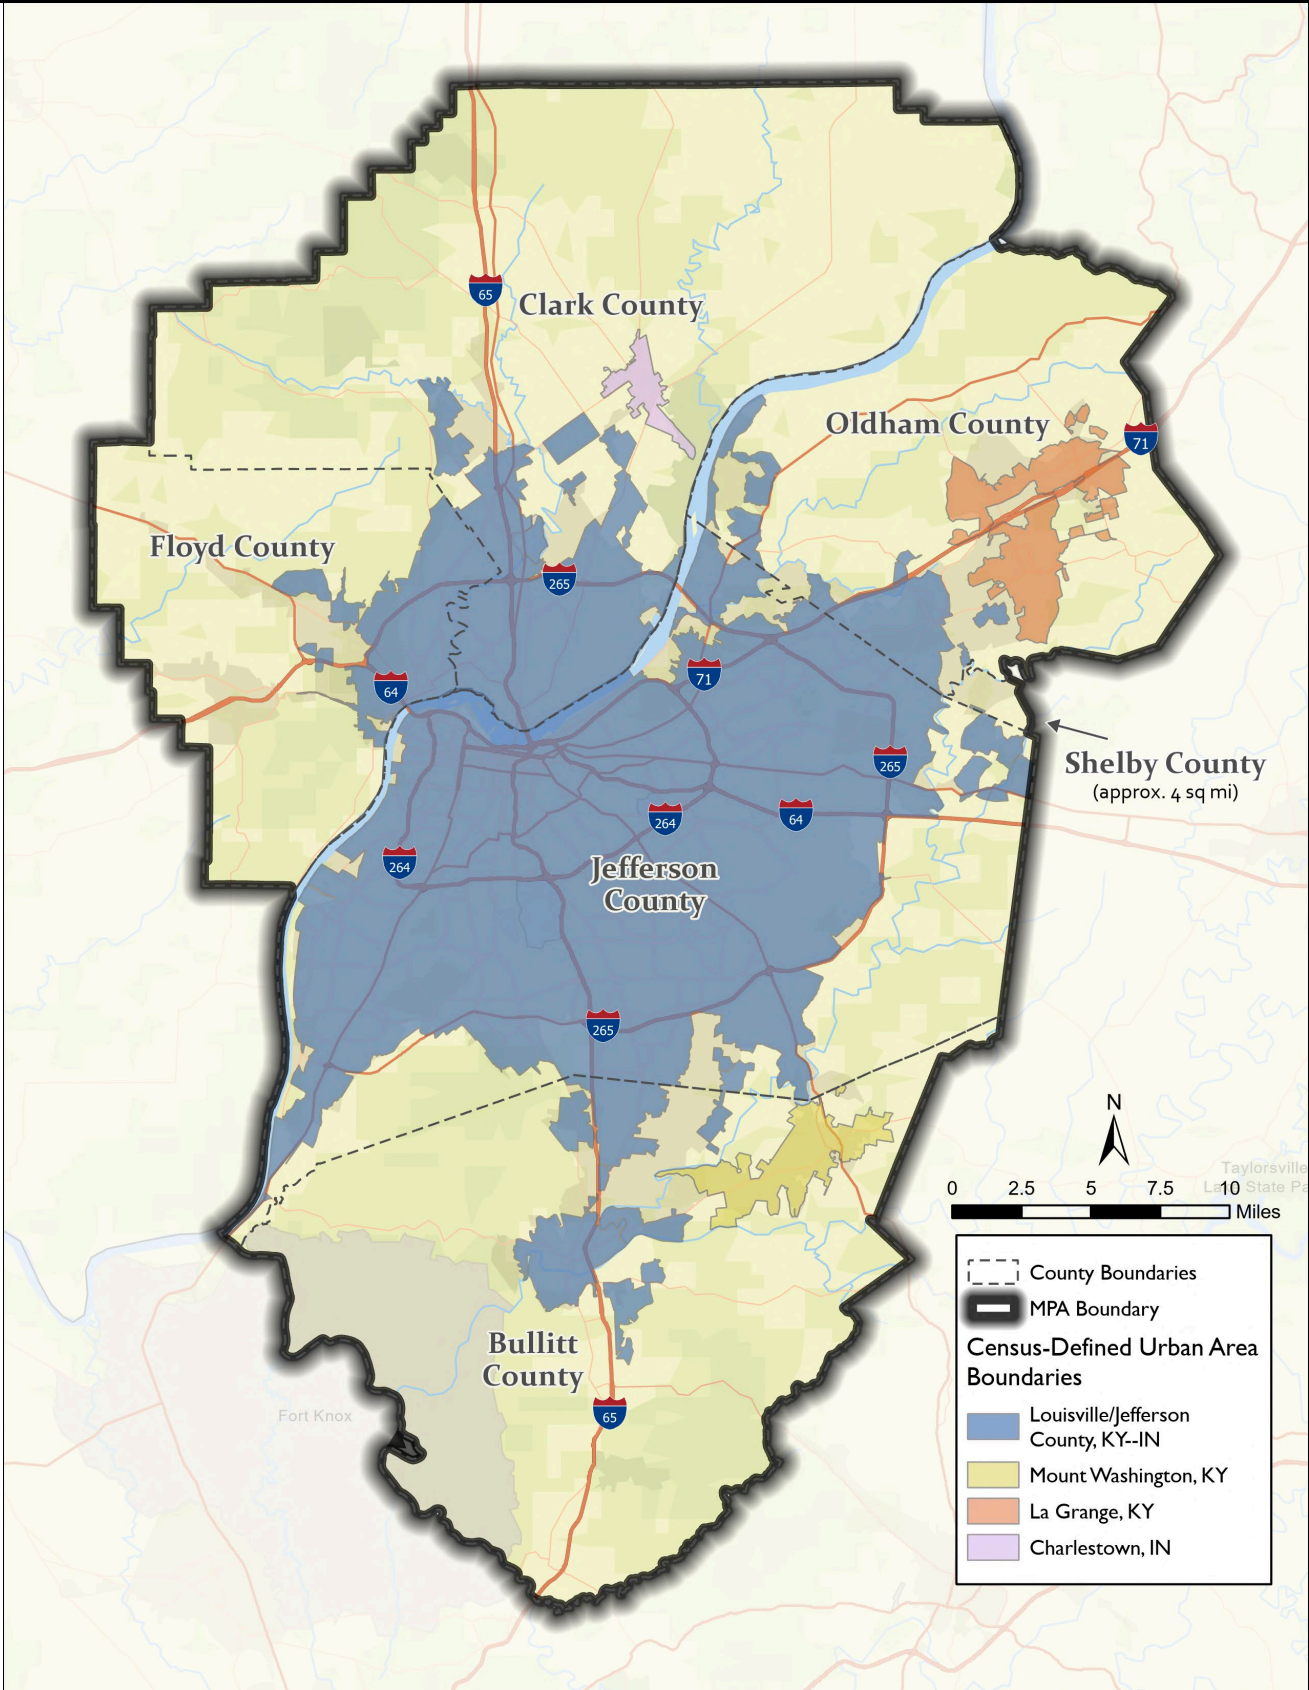 65
Clark County
Oldham County
71
Floyd County
265
64
71
Shelby County
(approx. 4 sq mi)
265
264
64
264
Jefferson
County
265
N
0 2.5 5 7.5 10
Miles
Taylorsville
State Pa
Bullitt
County
65
Fort Knox
County Boundaries
MPA Boundary
Census-Defined Urban Area
Boundaries
Louisville/Jefferson
County, KY--IN
Mount Washington, KY
La Grange, KY
Charlestown, IN